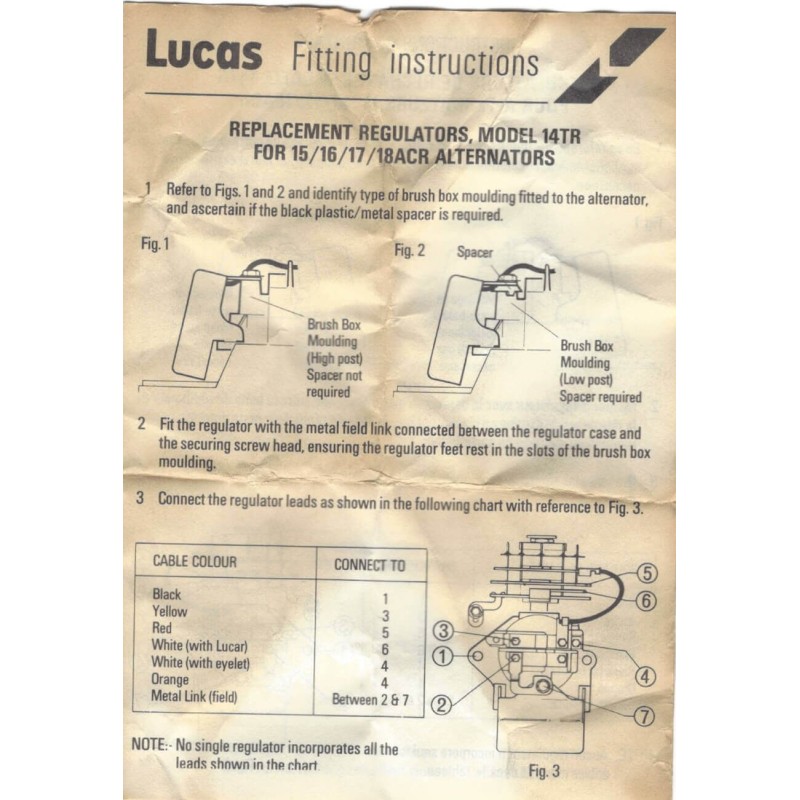 Lucas Fitting instructions
REPLACEMENT REGULATORS, MODEL 14TR
FOR 15/16/17/18ACR ALTERNATORS
1 Refer to Figs. 1 and 2 and identify type of brush box moulding fitted to the alternator,
and ascertain if the black plastic/metal spacer is required.
Fig. 1
Brush Box
Moulding
(High post)
Spacer not
required
Fig. 2
Spacer
Brush Box
Moulding
(Low post)
Spacer required
2 Fit the regulator with the metal field link connected between the regulator case and
the securing screw head, ensuring the regulator feet rest in the slots of the brush box
moulding.
3 Connect the regulator leads as shown in the following chart with reference to Fig. 3.
CABLE COLOUR CONNECT TO
Black 1
Yellow 3
Red 5
White (with Lucar) 6
White (with eyelet) 4
Orange 4
Metal Link (field) Between 2 & 7
5
6
3
1
4
2
7
Fig. 3
NOTE:- No single regulator incorporates all the
leads shown in the chart.